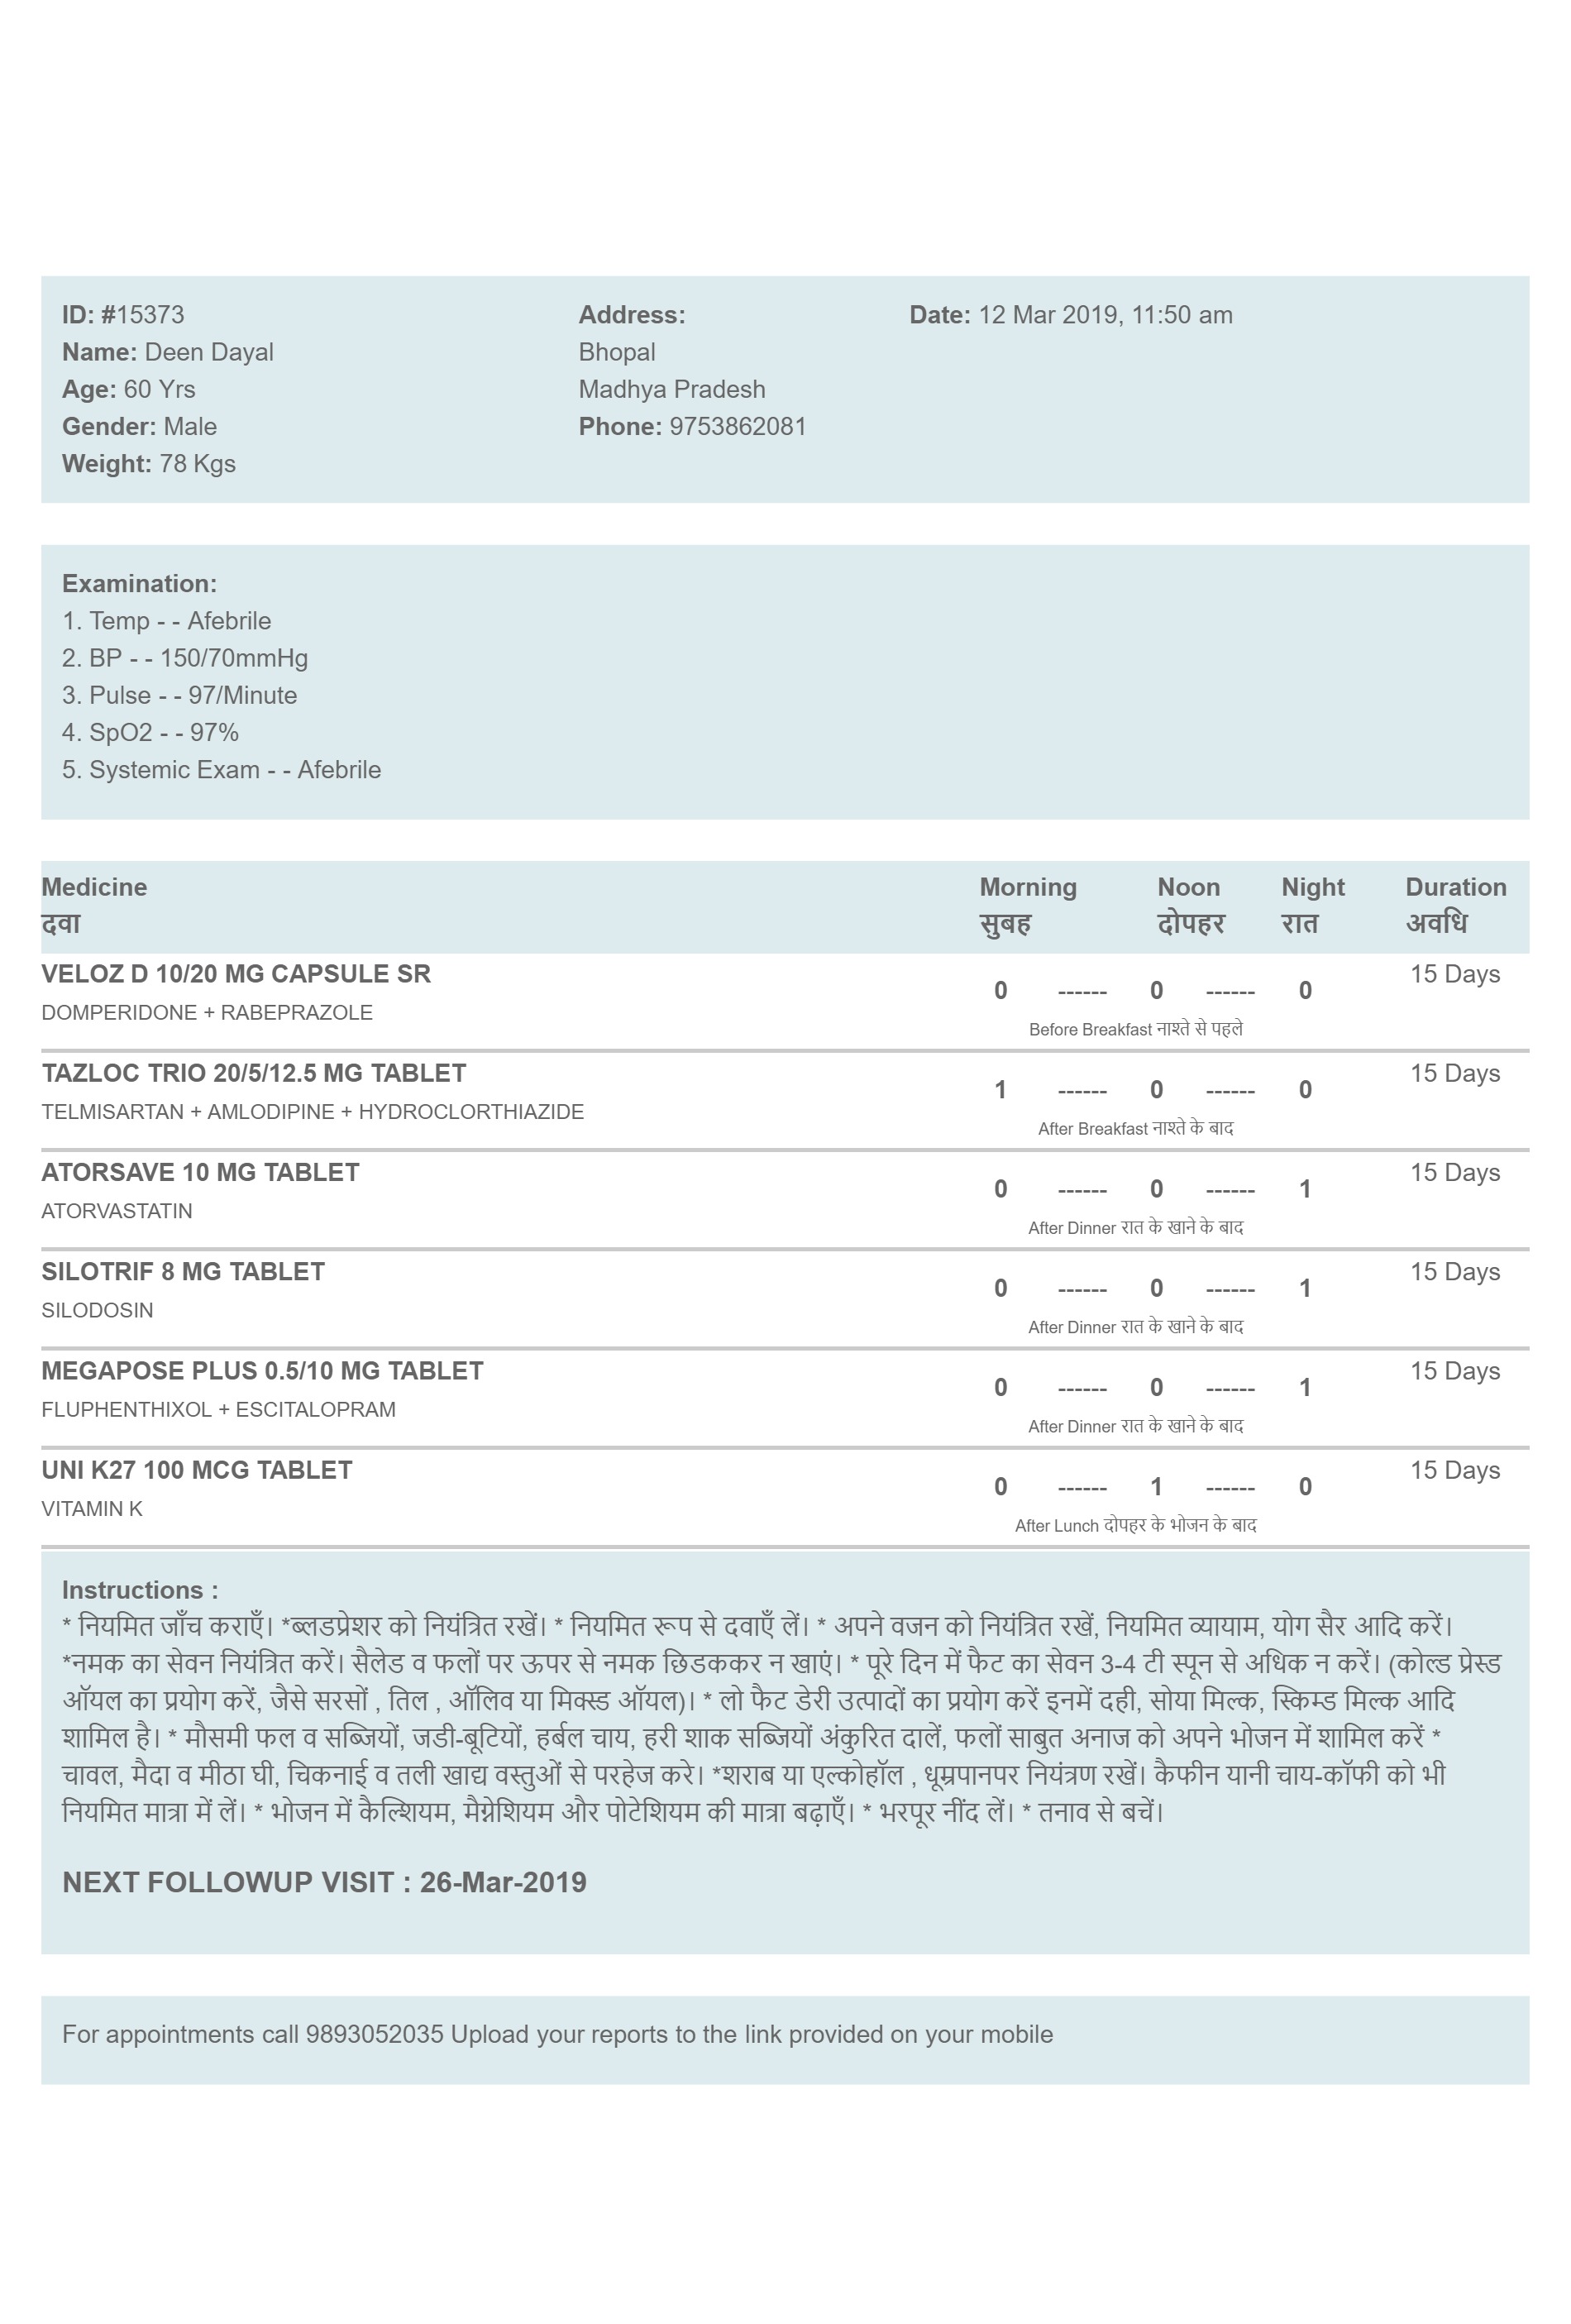 ID: #15373
Name: Deen Dayal
Age: 60 Yrs
Gender: Male
Weight: 78 Kgs
Address:
Bhopal
Madhya Pradesh
Phone: 9753862081
Date: 12 Mar 2019, 11:50 am
Examination:
1. Temp - - Afebrile
2. BP - - 150/70mmHg
3. Pulse - - 97/Minute
4. SpO2 - - 97%
5. Systemic Exam - - Afebrile
Medicine Morning Noon Night Duration
दवा सुबह दोपहर रात अवधि
VELOZ D 10/20 MG CAPSULE SR 15 Days
0 ------ 0 ------ 0
DOMPERIDONE + RABEPRAZOLE
Before Breakfast नाश्ते से पहले
TAZLOC TRIO 20/5/12.5 MG TABLET 15 Days
1 ------ 0 ------ 0
TELMISARTAN + AMLODIPINE + HYDROCLORTHIAZIDE
After Breakfast नाश्ते के बाद
ATORSAVE 10 MG TABLET 15 Days
0 ------ 0 ------ 1
ATORVASTATIN
After Dinner रात के खाने के बाद
SILOTRIF 8 MG TABLET 15 Days
0 ------ 0 ------ 1
SILODOSIN
After Dinner रात के खाने के बाद
MEGAPOSE PLUS 0.5/10 MG TABLET 15 Days
0 ------ 0 ------ 1
FLUPHENTHIXOL + ESCITALOPRAM
After Dinner रात के खाने के बाद
UNI K27 100 MCG TABLET 15 Days
0 ------ 1 ------ 0
VITAMIN K
After Lunch दोपहर के भोजन के बाद
Instructions :
* नियमित जाँच कराएँ। *ब्लडप्रेशर को नियंत्रित रखें। * नियमित रूप से दवाएँ लें। * अपने वजन को नियंत्रित रखें, नियमित व्यायाम, योग सैर आदि करें।
*नमक का सेवन नियंत्रित करें। सैलेड व फलों पर ऊपर से नमक छिडककर न खाएं। * पूरे दिन में फैट का सेवन 3-4 टी स्पून से अधिक न करें। (कोल्ड प्रेस्ड
ऑयल का प्रयोग करें, जैसे सरसों , तिल , ऑलिव या मिक्स्ड ऑयल)। * लो फैट डेरी उत्पादों का प्रयोग करें इनमें दही, सोया मिल्क, स्किम्ड मिल्क आदि
शामिल है। * मौसमी फल व सब्जियों, जडी-बूटियों, हर्बल चाय, हरी शाक सब्जियों अंकुरित दालें, फलों साबुत अनाज को अपने भोजन में शामिल करें *
चावल, मैदा व मीठा घी, चिकनाई व तली खाद्य वस्तुओं से परहेज करे। *शराब या एल्कोहॉल , धूम्रपानपर नियंत्रण रखें। कैफीन यानी चाय-कॉफी को भी
नियमित मात्रा में लें। * भोजन में कैल्शियम, मैग्नेशियम और पोटेशियम की मात्रा बढ़ाएँ। * भरपूर नींद लें। * तनाव से बचें।
NEXT FOLLOWUP VISIT : 26-Mar-2019
For appointments call 9893052035 Upload your reports to the link provided on your mobile